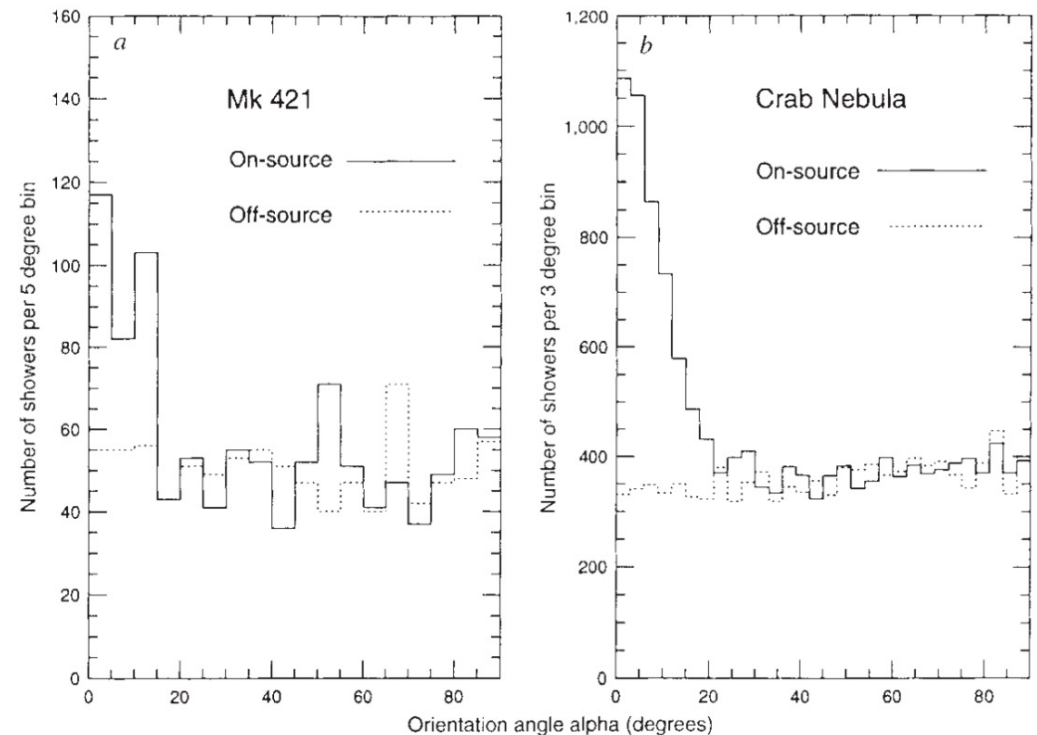 a
Mk 421
On-source
Off-source
Number of showers per 5 degree bin
160
140
120
100
80
60
40
20
0
0 20 40 60 80
b
Crab Nebula
On-source
Off-source
Number of showers per 3 degree bin
1,200
1,000
800
600
400
200
0
0 20 40 60 80
Orientation angle alpha (degrees)